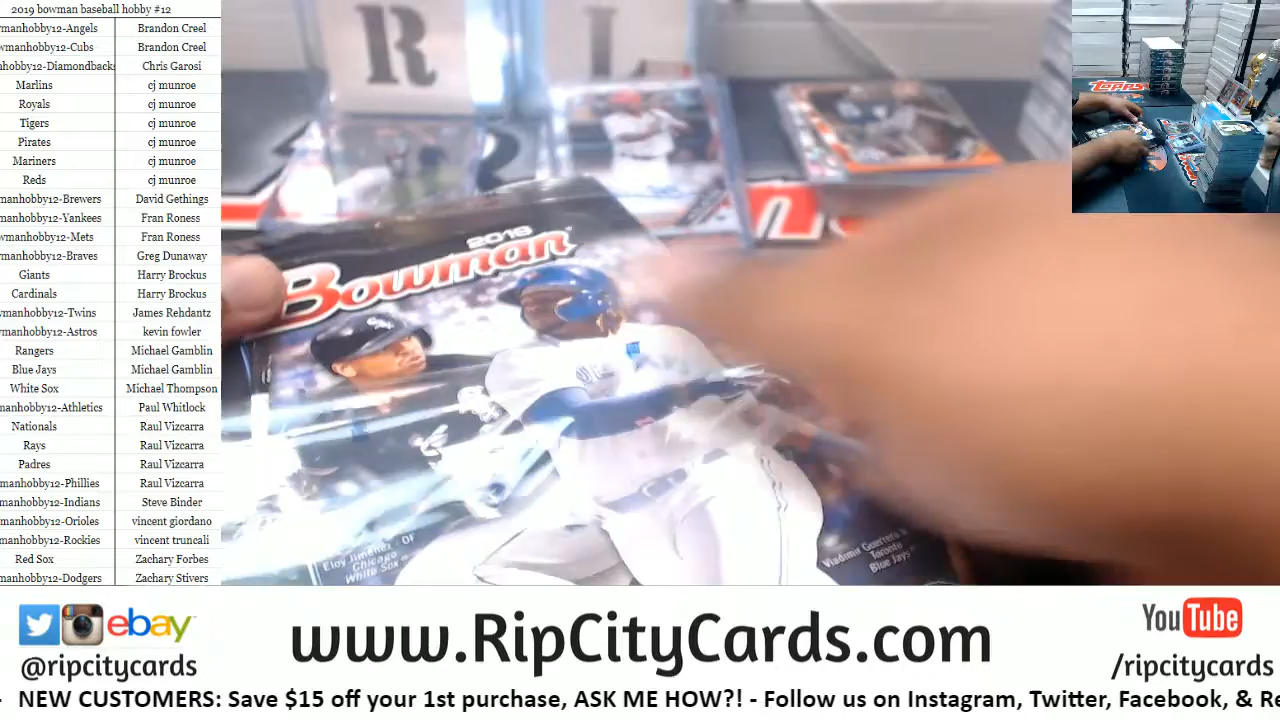 2019 bowman baseball hobby #12
manhobby12-Angels Brandon Creel
wmanhobby12-Cubs Brandon Creel
hobby12-Diamondbacks Chris Garosi
Marlins cj munroe
Royals cj munroe
Tigers cj munroe
Pirates cj munroe
Mariners cj munroe
Reds cj munroe
manhobby12-Brewers David Gethings
manhobby12-Yankees Fran Roness
wmanhobby12-Mets Fran Roness
manhobby12-Braves Greg Dunaway
Giants Harry Brockus
Cardinals Harry Brockus
manhobby12-Twins James Rehdantz
manhobby12-Astros kevin fowler
Rangers Michael Gamblin
Blue Jays Michael Gamblin
White Sox Michael Thompson
manhobby12-Athletics Paul Whitlock
Nationals Raul Vizcarra
Rays Raul Vizcarra
Padres Raul Vizcarra
manhobby12-Phillies Raul Vizcarra
manhobby12-Indians Steve Binder
manhobby12-Orioles vincent giordano
manhobby12-Rockies vincent truncali
Red Sox Zachary Forbes
manhobby12-Dodgers Zachary Stivers
R L
2019
Bowman
Eloy Jiménez OF
Chicago
White Sox
Vladimir Guerrero
Toronto
Blue Jays
Topps
ebay
@ripcitycards
www.RipCityCards.com
YouTube
/ripcitycards
- NEW CUSTOMERS: Save $15 off your 1st purchase, ASK ME HOW?! - Follow us on Instagram, Twitter, Facebook, & Re